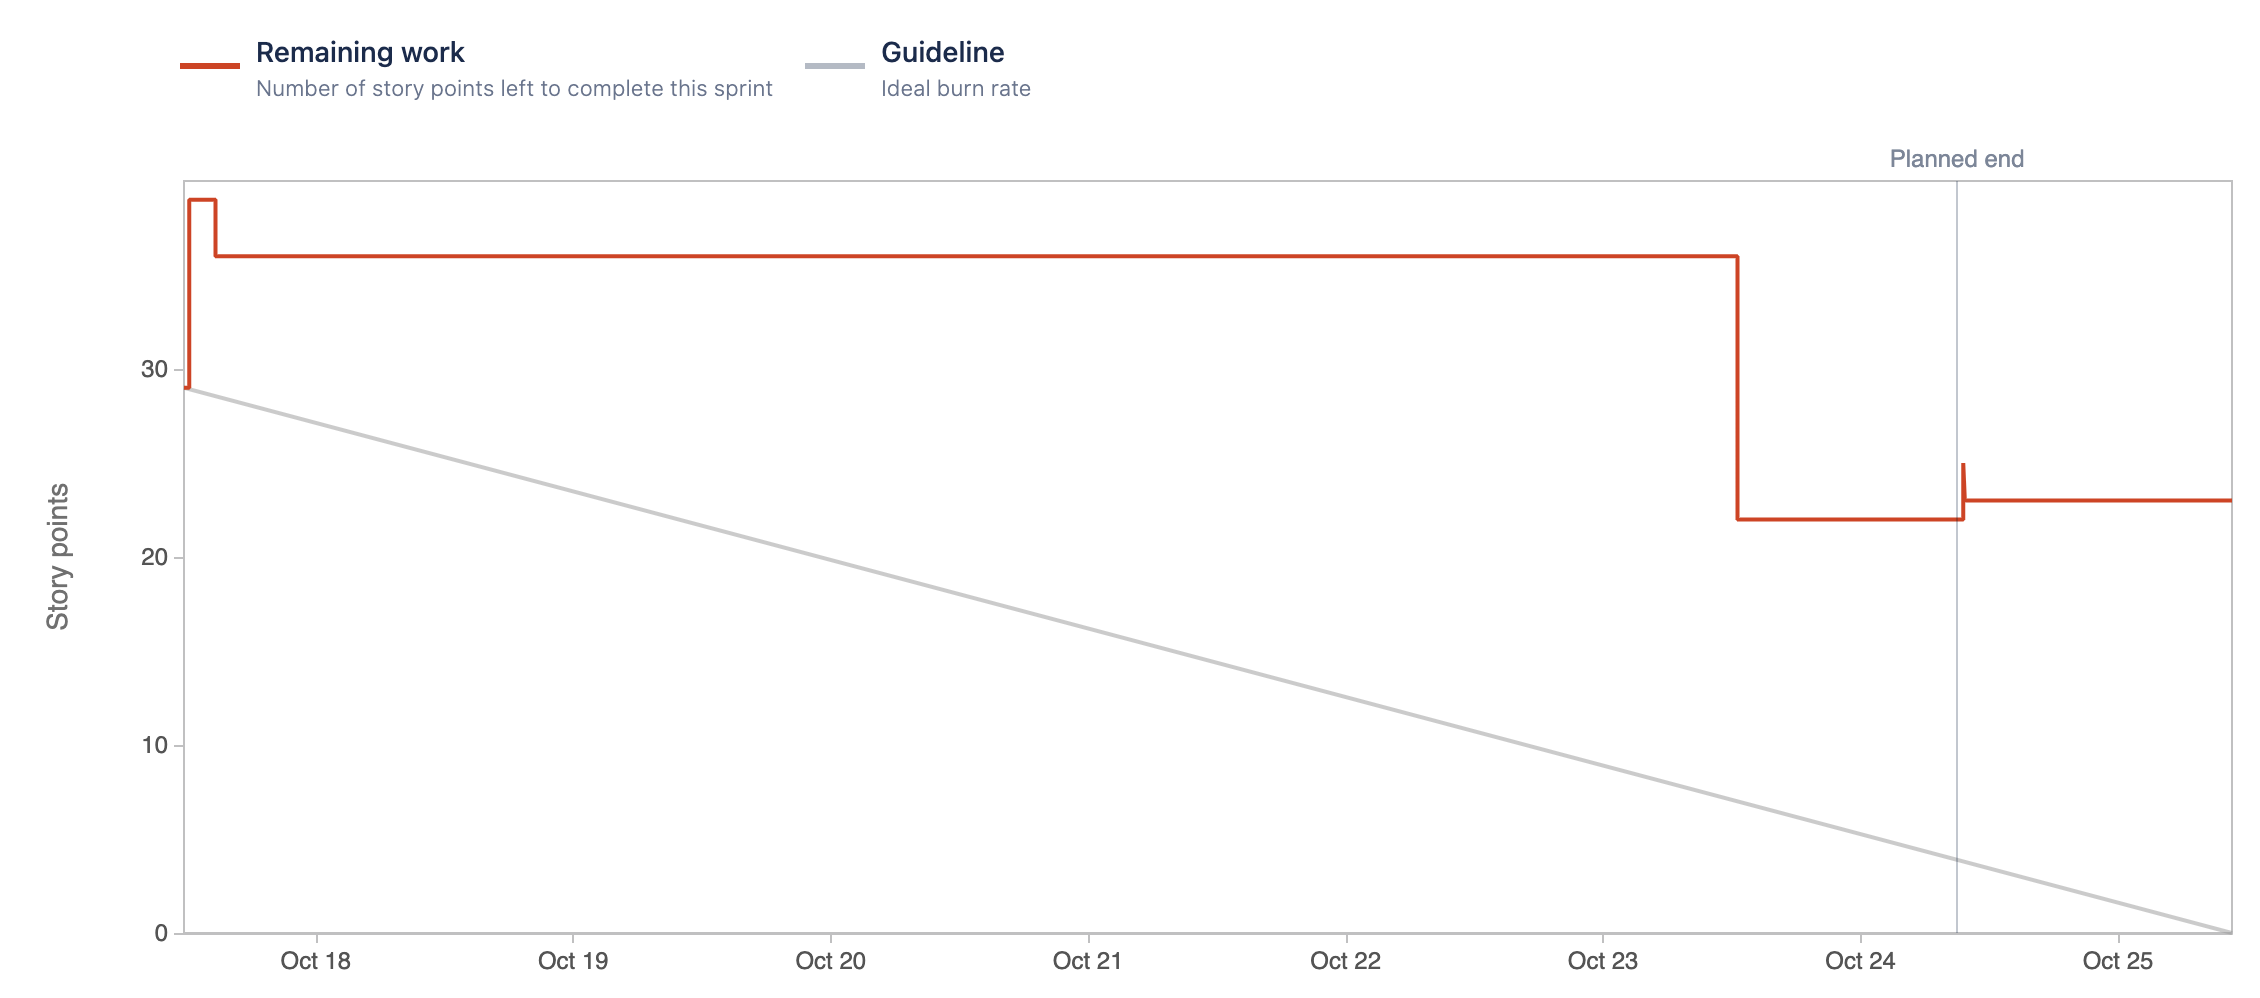 Remaining work
Number of story points left to complete this sprint
Guideline
Ideal burn rate
Planned end
Story points
30
20
10
0
Oct 18
Oct 19
Oct 20
Oct 21
Oct 22
Oct 23
Oct 24
Oct 25